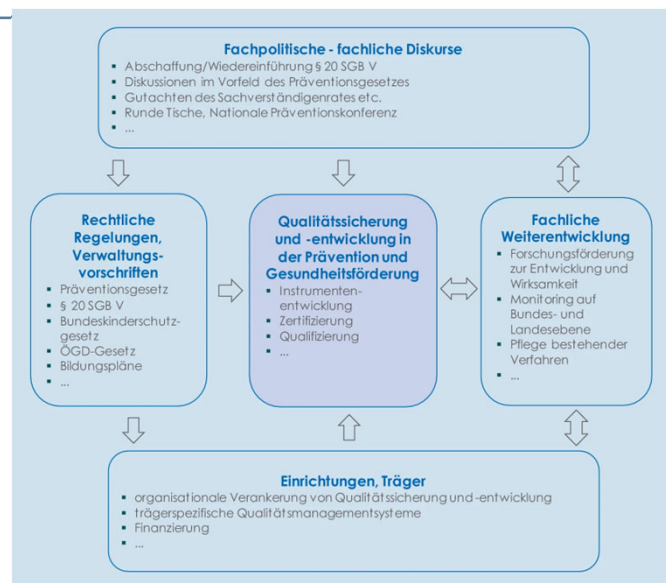 Fachpolitische - fachliche Diskurse
▪ Abschaffung/Wiedereinführung § 20 SGB V
▪ Diskussionen im Vorfeld des Präventionsgesetzes
▪ Gutachten des Sachverständigenrates etc.
▪ Runde Tische, Nationale Präventionskonferenz
▪ ...
Rechtliche
Regelungen,
Verwaltungs-
vorschriften
▪ Präventionsgesetz
▪ § 20 SGB V
▪ Bundeskinderschutz-
gesetz
▪ ÖGD-Gesetz
▪ Bildungspläne
▪ ...
Qualitätssicherung
und -entwicklung in
der Prävention und
Gesundheitsförderung
▪ Instrumenten-
entwicklung
▪ Zertifizierung
▪ Qualifizierung
▪ ...
Fachliche
Weiterentwicklung
▪ Forschungsförderung
zur Entwicklung und
Wirksamkeit
▪ Monitoring auf
Bundes- und
Landesebene
▪ Pflege bestehender
Verfahren
▪ ...
Einrichtungen, Träger
▪ organisationale Verankerung von Qualitätssicherung und -entwicklung
▪ trägerspezifische Qualitätsmanagementsysteme
▪ Finanzierung
▪ ...